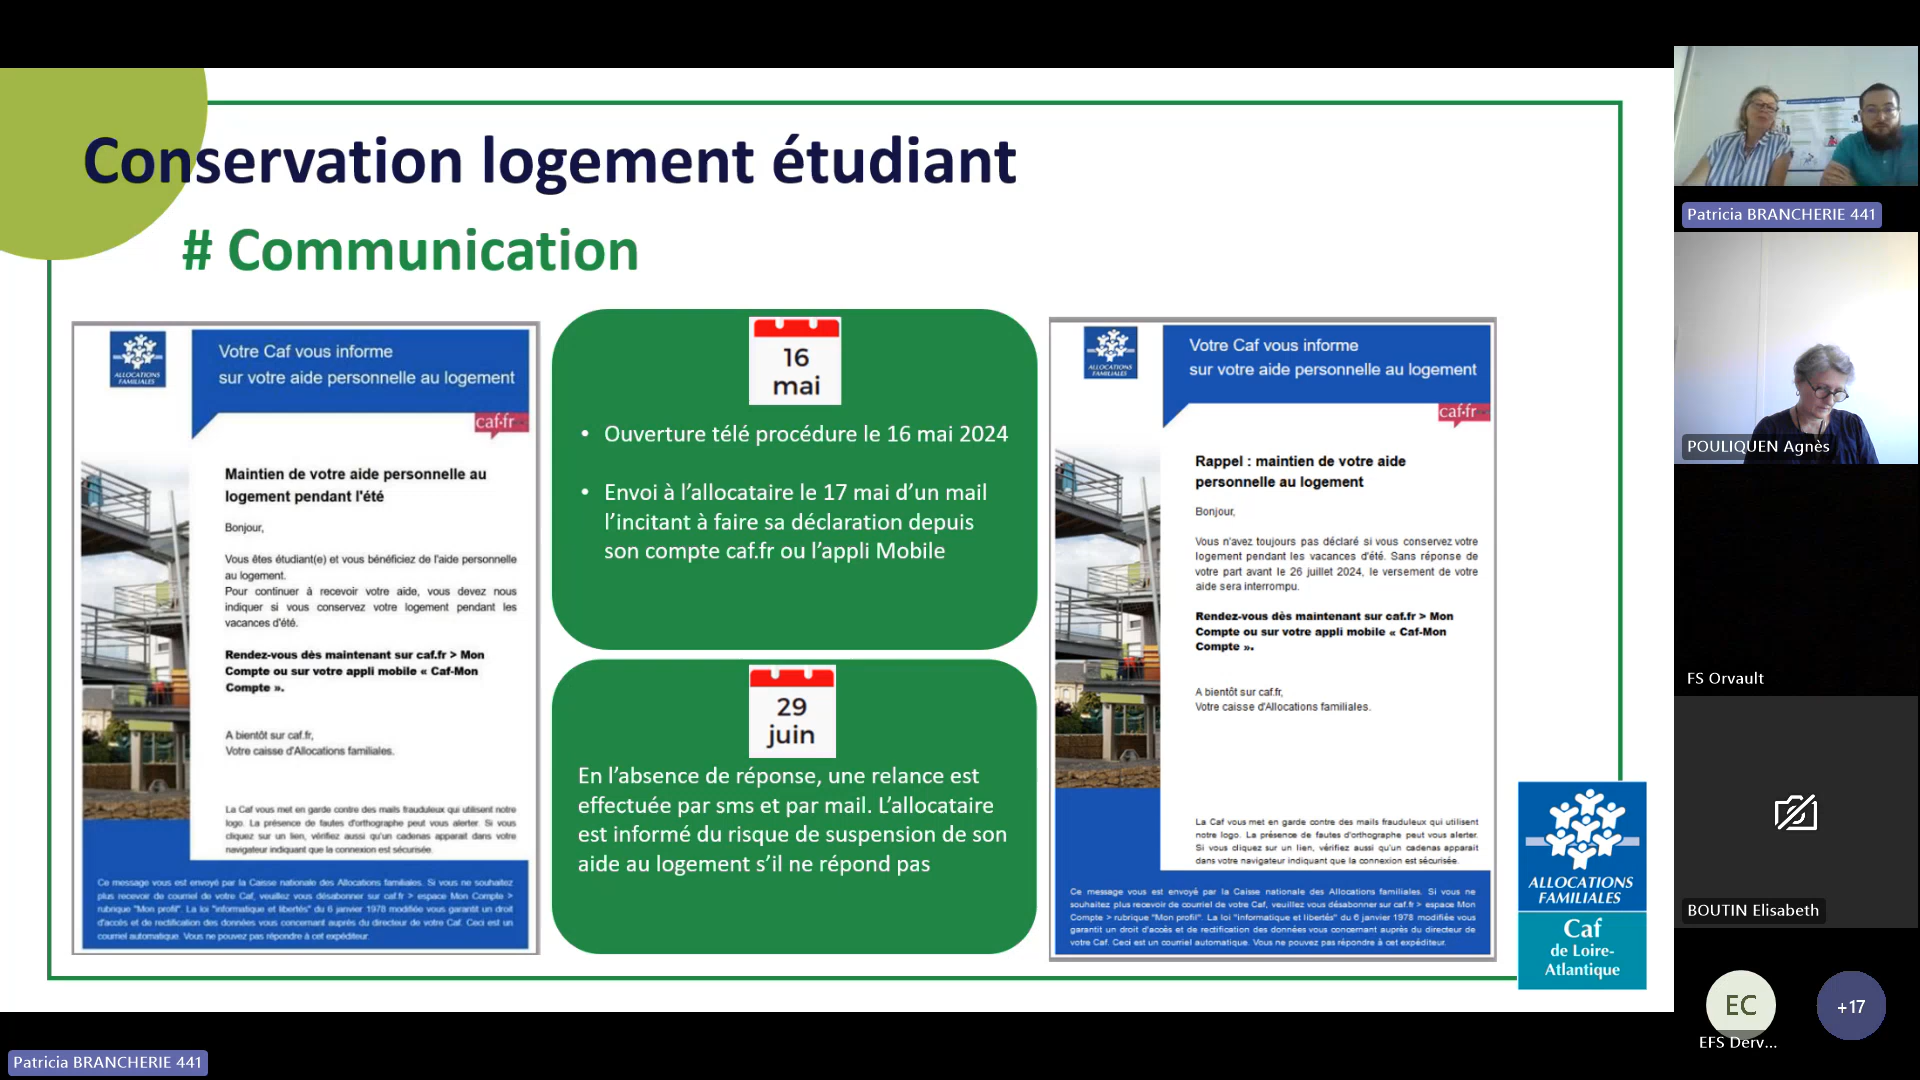 Conservation logement étudiant
# Communication
ALLOCATIONS
FAMILIALES
Votre Caf vous informe
sur votre aide personnelle au logement
caf.fr
Maintien de votre aide personnelle au
logement pendant l'été
Bonjour,
Vous êtes étudiant(e) et vous bénéficiez de l'aide personnelle
au logement.
Pour continuer à recevoir votre aide, vous devez nous
indiquer si vous conservez votre logement pendant les
vacances d'été.
Rendez-vous dès maintenant sur caf.fr > Mon
Compte ou sur votre appli mobile « Caf-Mon
Compte ».
A bientôt sur caf.fr,
Votre caisse d'Allocations familiales.
La Caf vous met en garde contre des mails frauduleux qui utilisent notre
logo. La présence de fautes d'orthographe peut vous alerter. Si vous
cliquez sur un lien, vérifiez aussi qu'un cadenas apparait dans votre
navigateur indiquant que la connexion est sécurisée.
Ce message vous est envoyé par la Caisse nationale des Allocations familiales. Si vous ne souhaitez
plus recevoir de courriel de votre Caf, veuillez vous désabonner sur caf.fr > espace Mon Compte >
rubrique "Mon profil". La loi "informatique et libertés" du 6 janvier 1978 modifiée vous garantit un droit
d'accès et de rectification des données vous concernant auprès du directeur de votre Caf. Ceci est un
courriel automatique. Vous ne pouvez pas répondre à cet expéditeur.
16
mai
• Ouverture télé procédure le 16 mai 2024
• Envoi à l'allocataire le 17 mai d'un mail
l'incitant à faire sa déclaration depuis
son compte caf.fr ou l'appli Mobile
29
juin
En l'absence de réponse, une relance est
effectuée par sms et par mail. L'allocataire
est informé du risque de suspension de son
aide au logement s'il ne répond pas
ALLOCATIONS
FAMILIALES
Votre Caf vous informe
sur votre aide personnelle au logement
caf.fr
Rappel : maintien de votre aide
personnelle au logement
Bonjour,
Vous n'avez toujours pas déclaré si vous conservez votre
logement pendant les vacances d'été. Sans réponse de
votre part avant le 26 juillet 2024, le versement de votre
aide sera interrompu.
Rendez-vous dès maintenant sur caf.fr > Mon
Compte ou sur votre appli mobile « Caf-Mon
Compte ».
A bientôt sur caf.fr,
Votre caisse d'Allocations familiales.
La Caf vous met en garde contre des mails frauduleux qui utilisent
notre logo. La présence de fautes d'orthographe peut vous alerter.
Si vous cliquez sur un lien, vérifiez aussi qu'un cadenas apparait
dans votre navigateur indiquant que la connexion est sécurisée.
Ce message vous est envoyé par la Caisse nationale des Allocations familiales. Si vous ne
souhaitez plus recevoir de courriel de votre Caf, veuillez vous désabonner sur caf.fr > espace Mon
Compte > rubrique "Mon profil". La loi "informatique et libertés" du 6 janvier 1978 modifiée vous
garantit un droit d'accès et de rectification des données vous concernant auprès du directeur de
votre Caf. Ceci est un courriel automatique. Vous ne pouvez pas répondre à cet expéditeur.
ALLOCATIONS
FAMILIALES
Caf
de Loire-
Atlantique
Patricia BRANCHERIE 441
POULIQUEN Agnès
FS Orvault
BOUTIN Elisabeth
EC
+17
EFS Derv...
Patricia BRANCHERIE 441